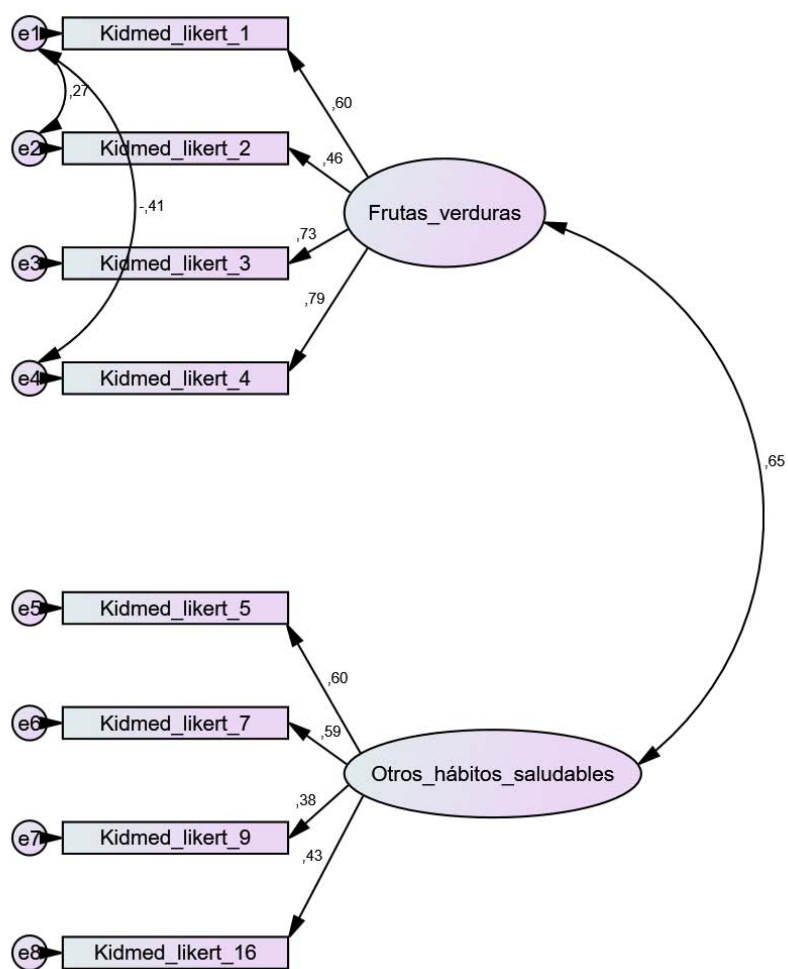 e1
Kidmed_likert_1
,27
,60
e2
Kidmed_likert_2
,46
-,41
Frutas_verduras
,73
e3
Kidmed_likert_3
,79
e4
Kidmed_likert_4
,65
e5
Kidmed_likert_5
,60
e6
Kidmed_likert_7
,59
Otros_hábitos_saludables
,38
e7
Kidmed_likert_9
,43
e8
Kidmed_likert_16